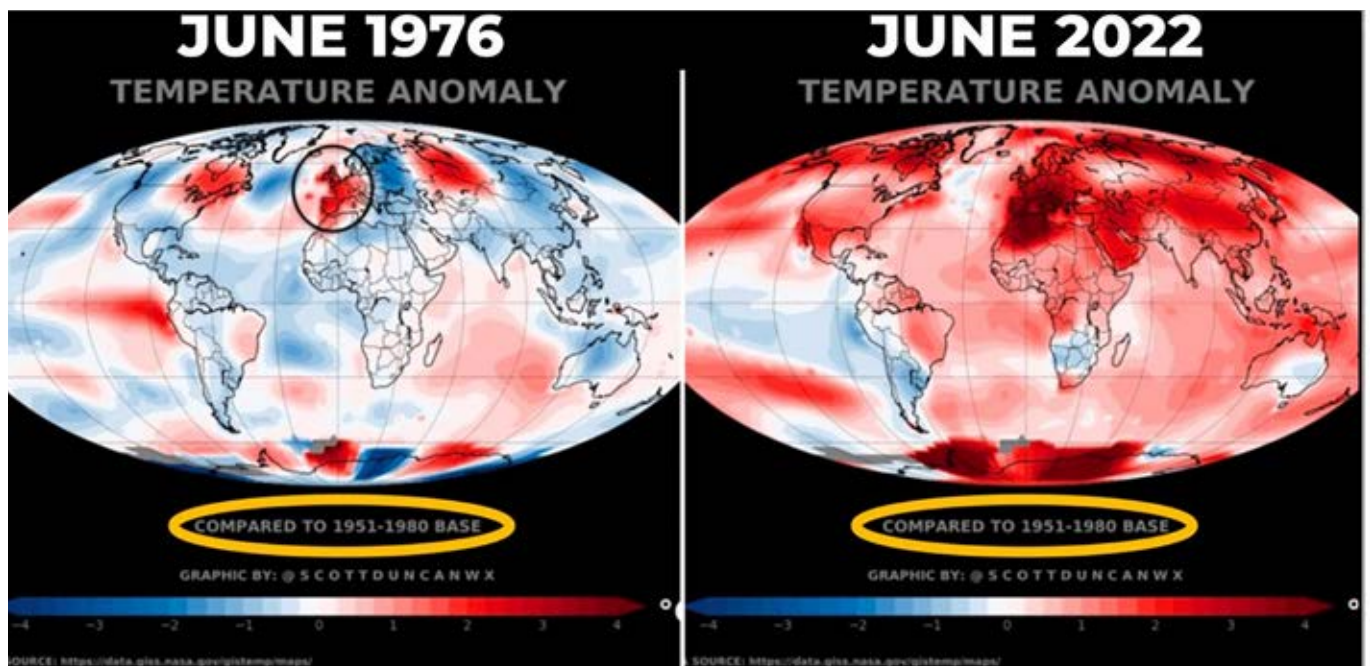 JUNE 1976
TEMPERATURE ANOMALY
COMPARED TO 1951-1980 BASE
GRAPHIC BY: @SCOTTDUNCANWX
−4 −3 −2 −1 0 1 2 3 4
SOURCE: https://data.giss.nasa.gov/gistemp/maps/
JUNE 2022
TEMPERATURE ANOMALY
COMPARED TO 1951-1980 BASE
GRAPHIC BY: @SCOTTDUNCANWX
−4 −3 −2 −1 0 1 2 3 4
SOURCE: https://data.giss.nasa.gov/gistemp/maps/